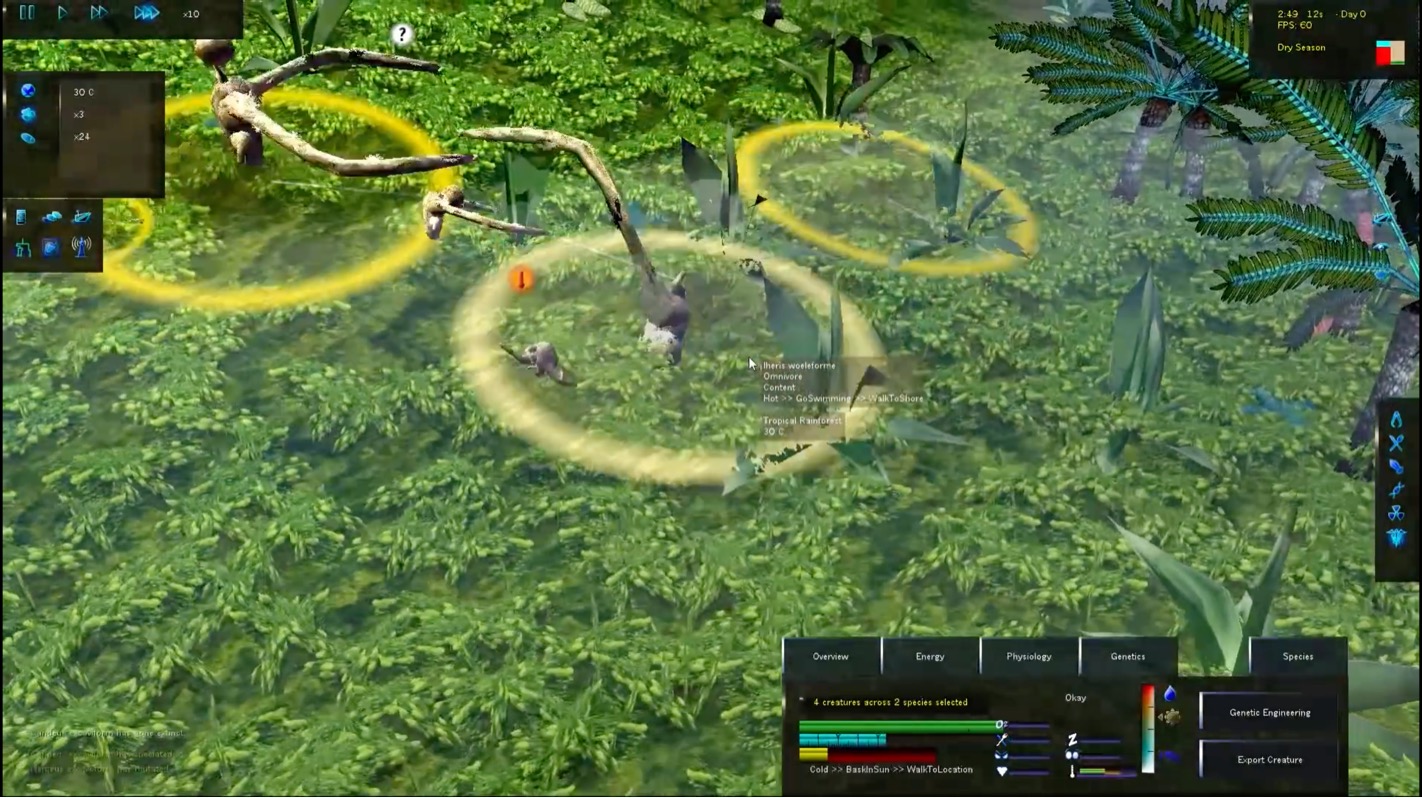 x10
?
2:49 12s - Day 0
FPS: 60
Dry Season
30 C
x3
x24
Iheris woeleforme
Omnivore
Content
Hot >> GoSwimming >> WalkToShore
Tropical Rainforest
30 C
Overview
Energy
Physiology
Genetics
Species
4 creatures across 2 species selected
Okay
Genetic Engineering
Cold >> BaskInSun >> WalkToLocation
Export Creature